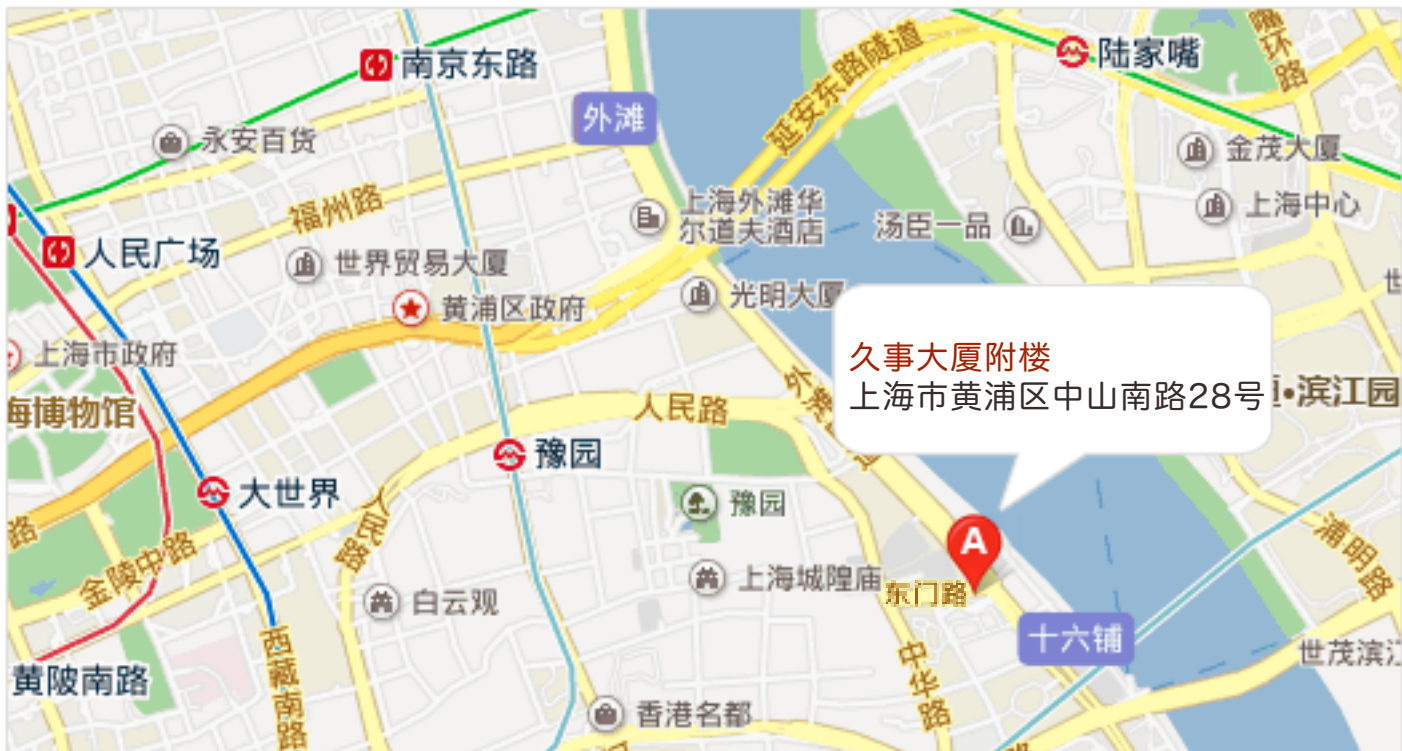 南京东路
陆家嘴
延安东路隧道
外滩
永安百货
金茂大厦
上海外滩华
尔道夫酒店
汤臣一品
上海中心
福州路
人民广场
世界贸易大厦
光明大厦
黄浦区政府
上海市政府
久事大厦附楼
上海市黄浦区中山南路28号
滨江园
海博物馆
人民路
豫园
大世界
人民路
豫园
路
金陵中路
浦明路
A
上海城隍庙
东门路
白云观
十六铺
世茂滨江
西藏南路
黄陂南路
中华路
香港名都
路